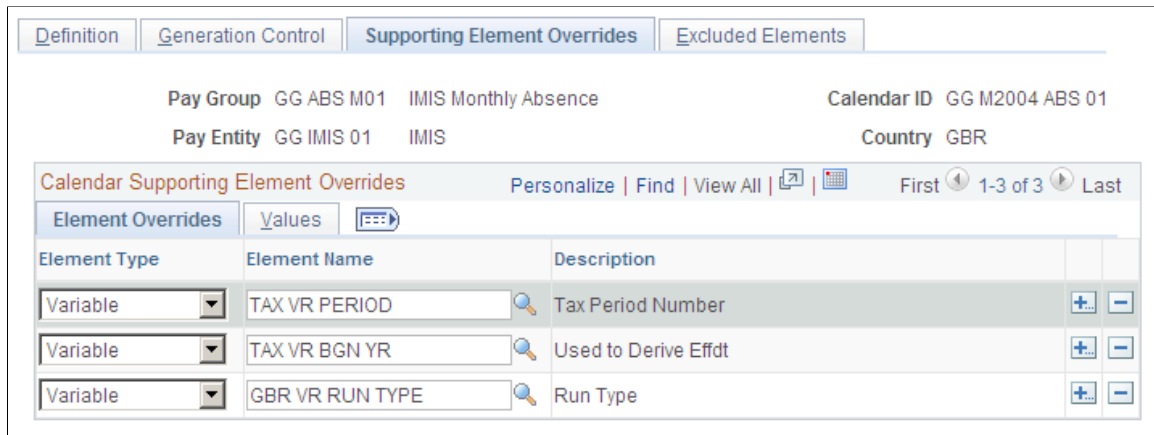 Definition Generation Control Supporting Element Overrides Excluded Elements
Pay Group GG ABS M01 IMIS Monthly Absence Calendar ID GG M2004 ABS 01
Pay Entity GG IMIS 01 IMIS Country GBR
Calendar Supporting Element Overrides Personalize | Find | View All | | First 1-3 of 3 Last
Element Overrides Values
Element Type Element Name Description
Variable TAX VR PERIOD Tax Period Number
Variable TAX VR BGN YR Used to Derive Effdt
Variable GBR VR RUN TYPE Run Type